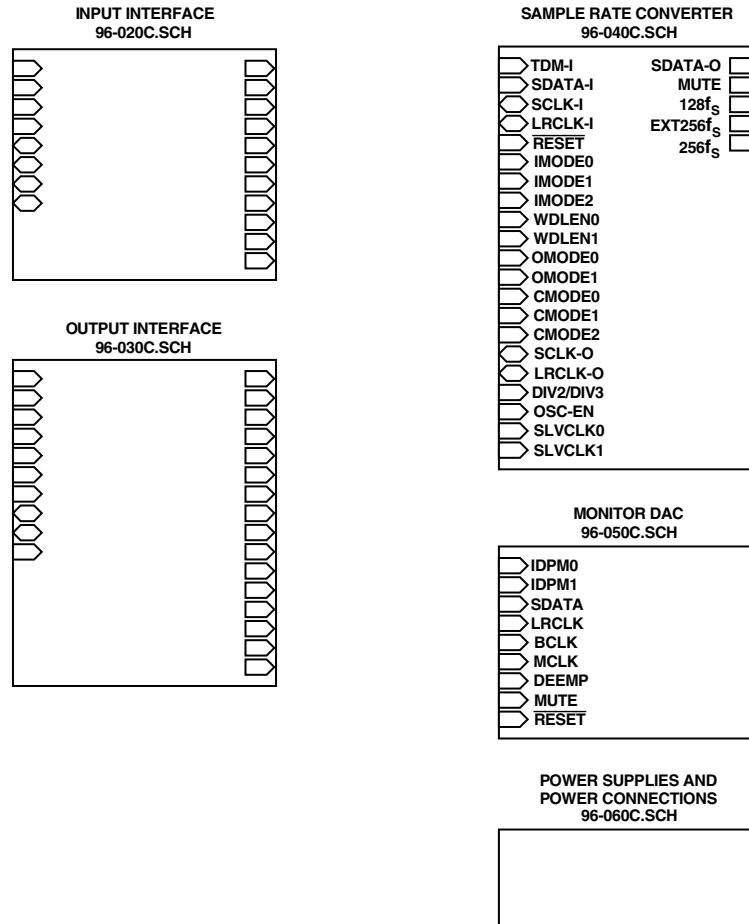 INPUT INTERFACE
96-020C.SCH
OUTPUT INTERFACE
96-030C.SCH
SAMPLE RATE CONVERTER
96-040C.SCH
TDM-I SDATA-O
SDATA-I MUTE
SCLK-I 128fS
LRCLK-I EXT256fS
RESET 256fS
IMODE0
IMODE1
IMODE2
WDLEN0
WDLEN1
OMODE0
OMODE1
CMODE0
CMODE1
CMODE2
SCLK-O
LRCLK-O
DIV2/DIV3
OSC-EN
SLVCLK0
SLVCLK1
MONITOR DAC
96-050C.SCH
IDPM0
IDPM1
SDATA
LRCLK
BCLK
MCLK
DEEMP
MUTE
RESET
POWER SUPPLIES AND
POWER CONNECTIONS
96-060C.SCH